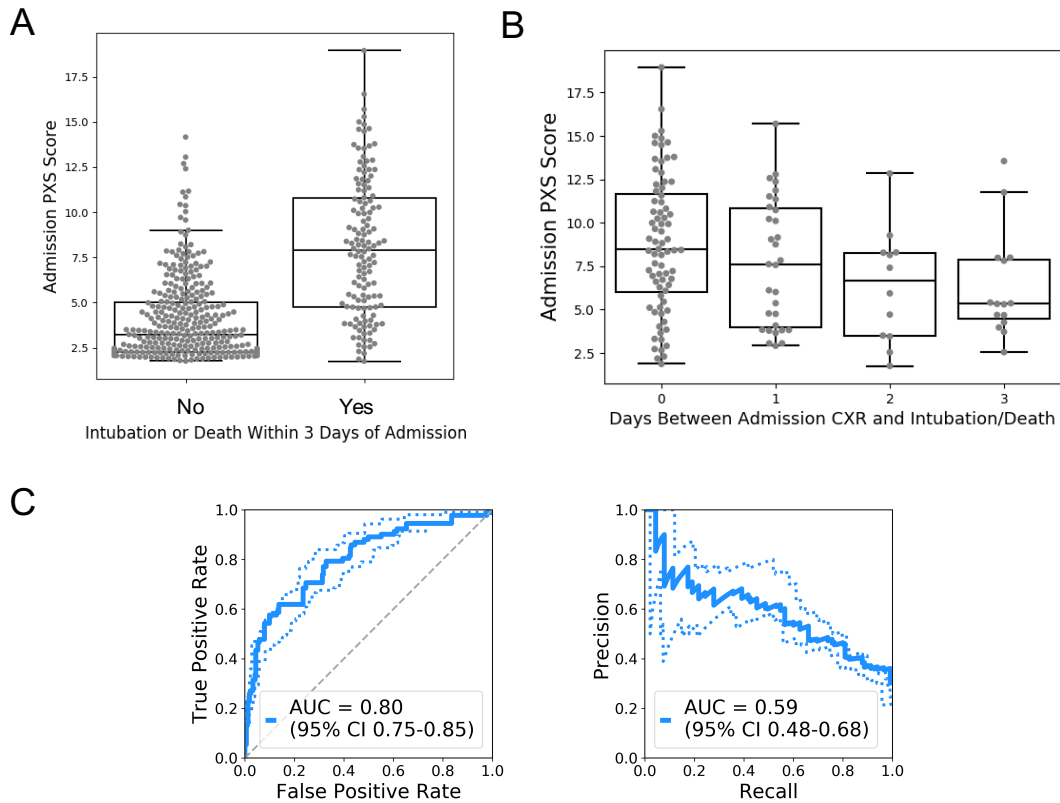 A
Admission PXS Score
17.5
15.0
12.5
10.0
7.5
5.0
2.5
No
Yes
Intubation or Death Within 3 Days of Admission
B
Admission PXS Score
17.5
15.0
12.5
10.0
7.5
5.0
2.5
0
1
2
3
Days Between Admission CXR and Intubation/Death
C
True Positive Rate
1.0
0.8
0.6
0.4
0.2
0.0
AUC = 0.80
(95% CI 0.75-0.85)
0.0
0.2
0.4
0.6
0.8
1.0
False Positive Rate
Precision
1.0
0.8
0.6
0.4
0.2
0.0
AUC = 0.59
(95% CI 0.48-0.68)
0.0
0.2
0.4
0.6
0.8
1.0
Recall